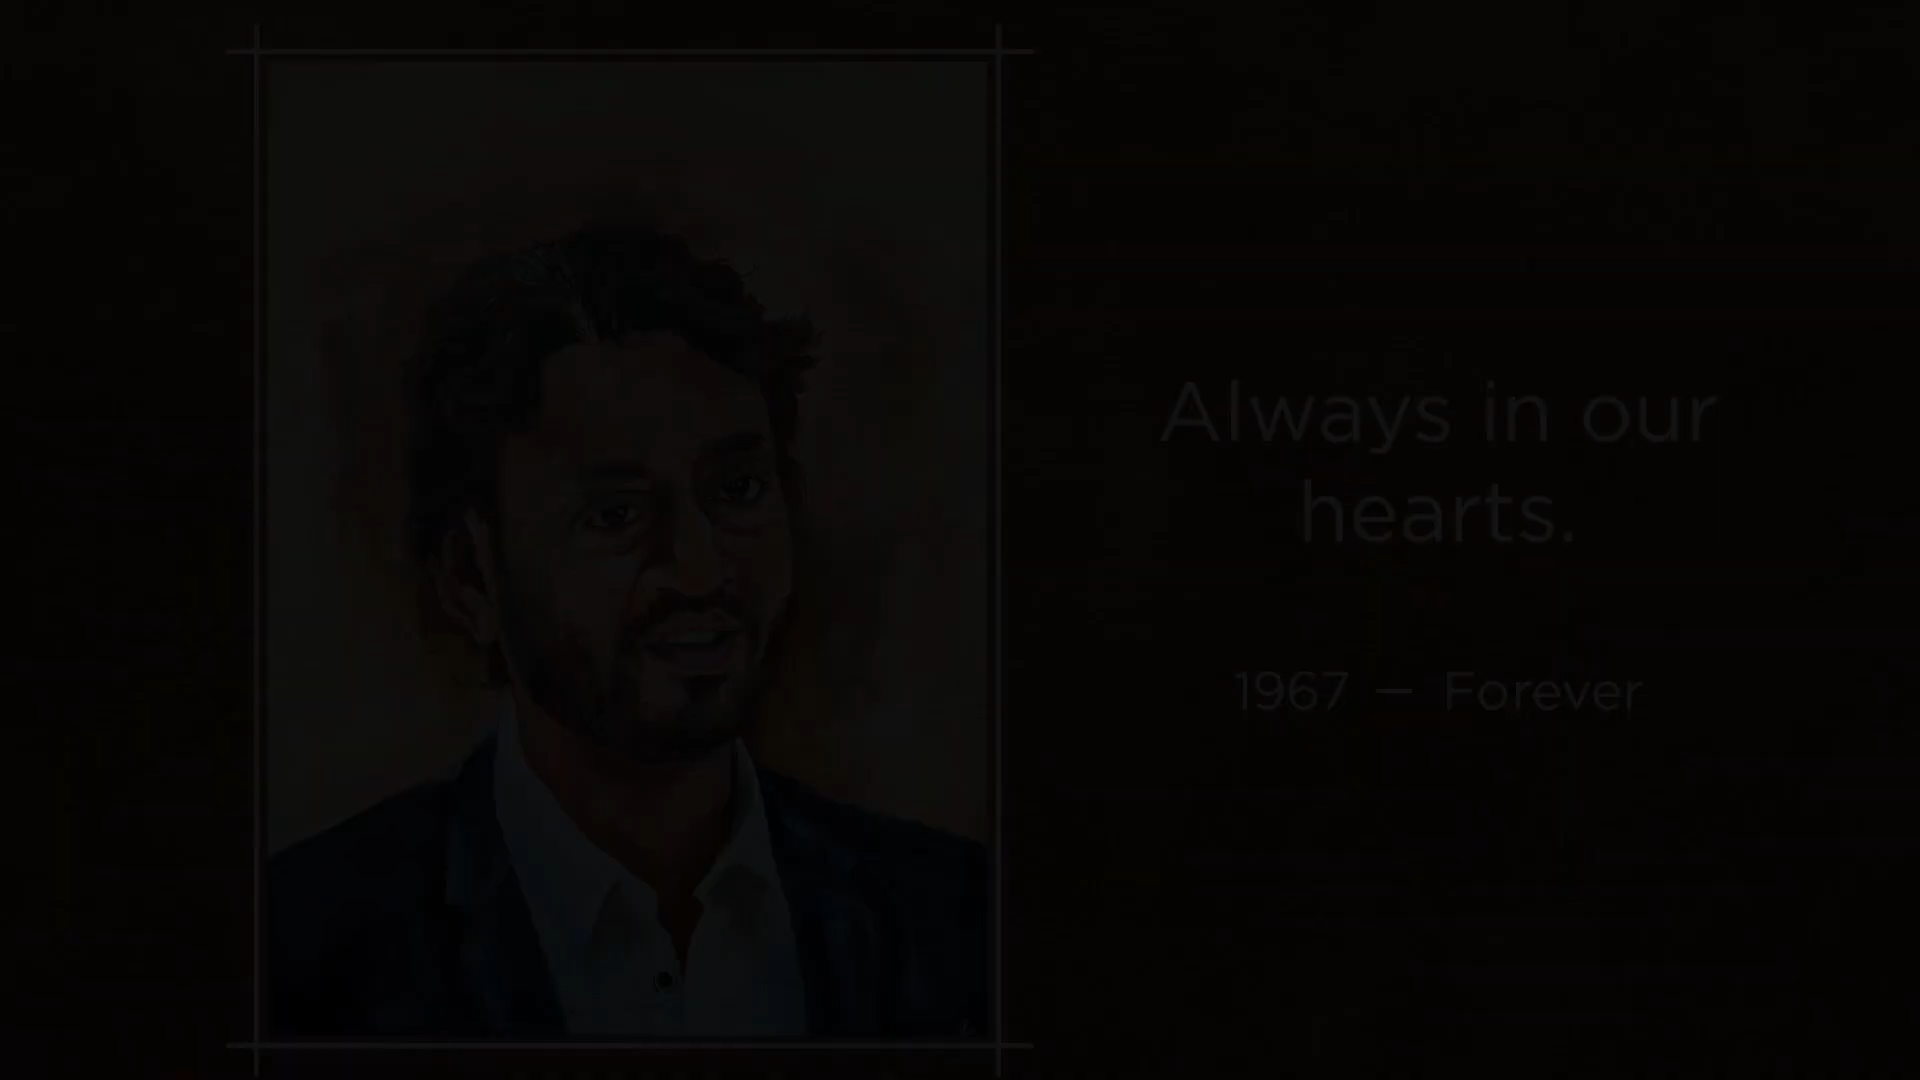 Always in our
hearts.
1967 — Forever